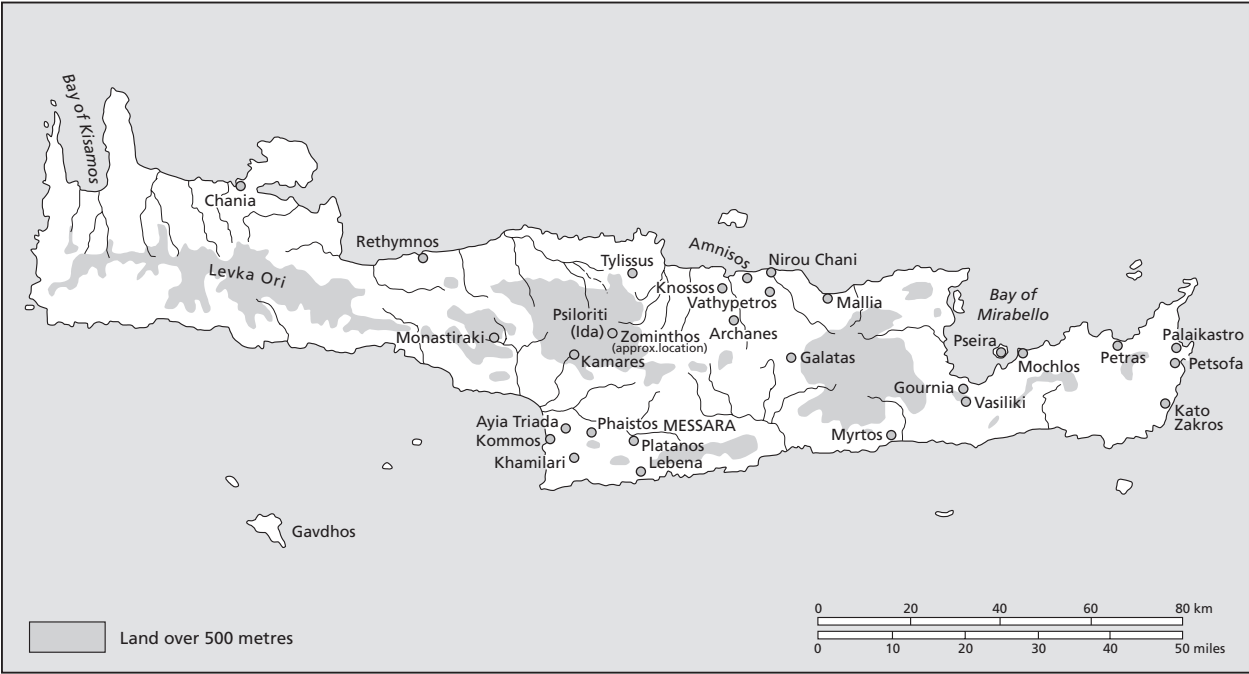 Bay of Kisamos
Chania
Levka Ori
Rethymnos
Tylissus
Amnisos
Nirou Chani
Knossos
Vathypetros
Mallia
Archanes
Psiloriti
(Ida)
Zominthos
(approx.location)
Monastiraki
Kamares
Galatas
Bay of
Mirabello
Pseira
Mochlos
Petras
Palaikastro
Petsofa
Gournia
Vasiliki
Kato
Zakros
Ayia Triada
Phaistos
MESSARA
Kommos
Platanos
Myrtos
Khamilari
Lebena
Gavdhos
Land over 500 metres
0 20 40 60 80 km
0 10 20 30 40 50 miles